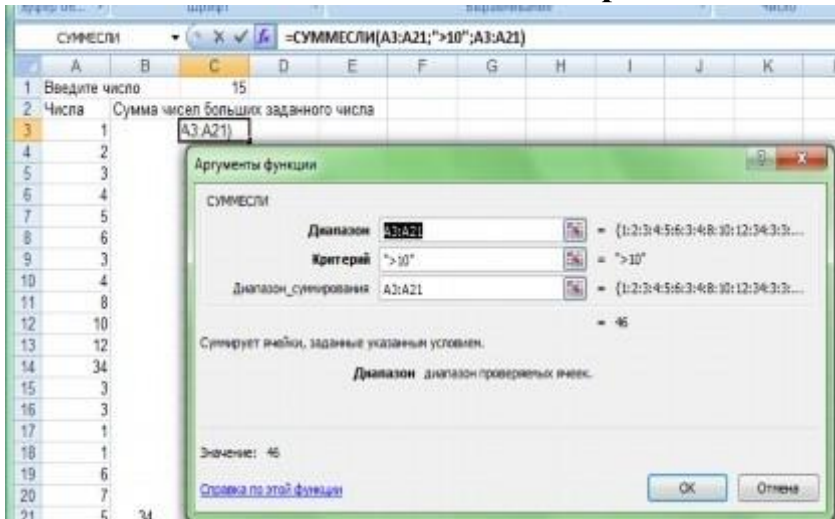 Буфер об... Шрифт Выравнивание Число
СУММЕСЛИ =СУММЕСЛИ(A3:A21;">10";A3:A21)
A B C D E F G H I J K
1 Введите число 15
2 Числа Сумма чисел больших заданного числа
3 1 A3:A21)
4 2
5 3
6 4
7 5
8 6
9 3
10 4
11 8
12 10
13 12
14 34
15 3
16 3
17 1
18 1
19 6
20 7
21 5 34
Аргументы функции
СУММЕСЛИ
Диапазон A3:A21 = {1:2:3:4:5:6:3:4:8:10:12:34:3:3:...
Критерий ">10" = ">10"
Диапазон_суммирования A3:A21 = {1:2:3:4:5:6:3:4:8:10:12:34:3:3:...
= 46
Суммирует ячейки, заданные указанным условием.
Диапазон диапазон проверяемых ячеек.
Значение: 46
Справка по этой функции OK Отмена